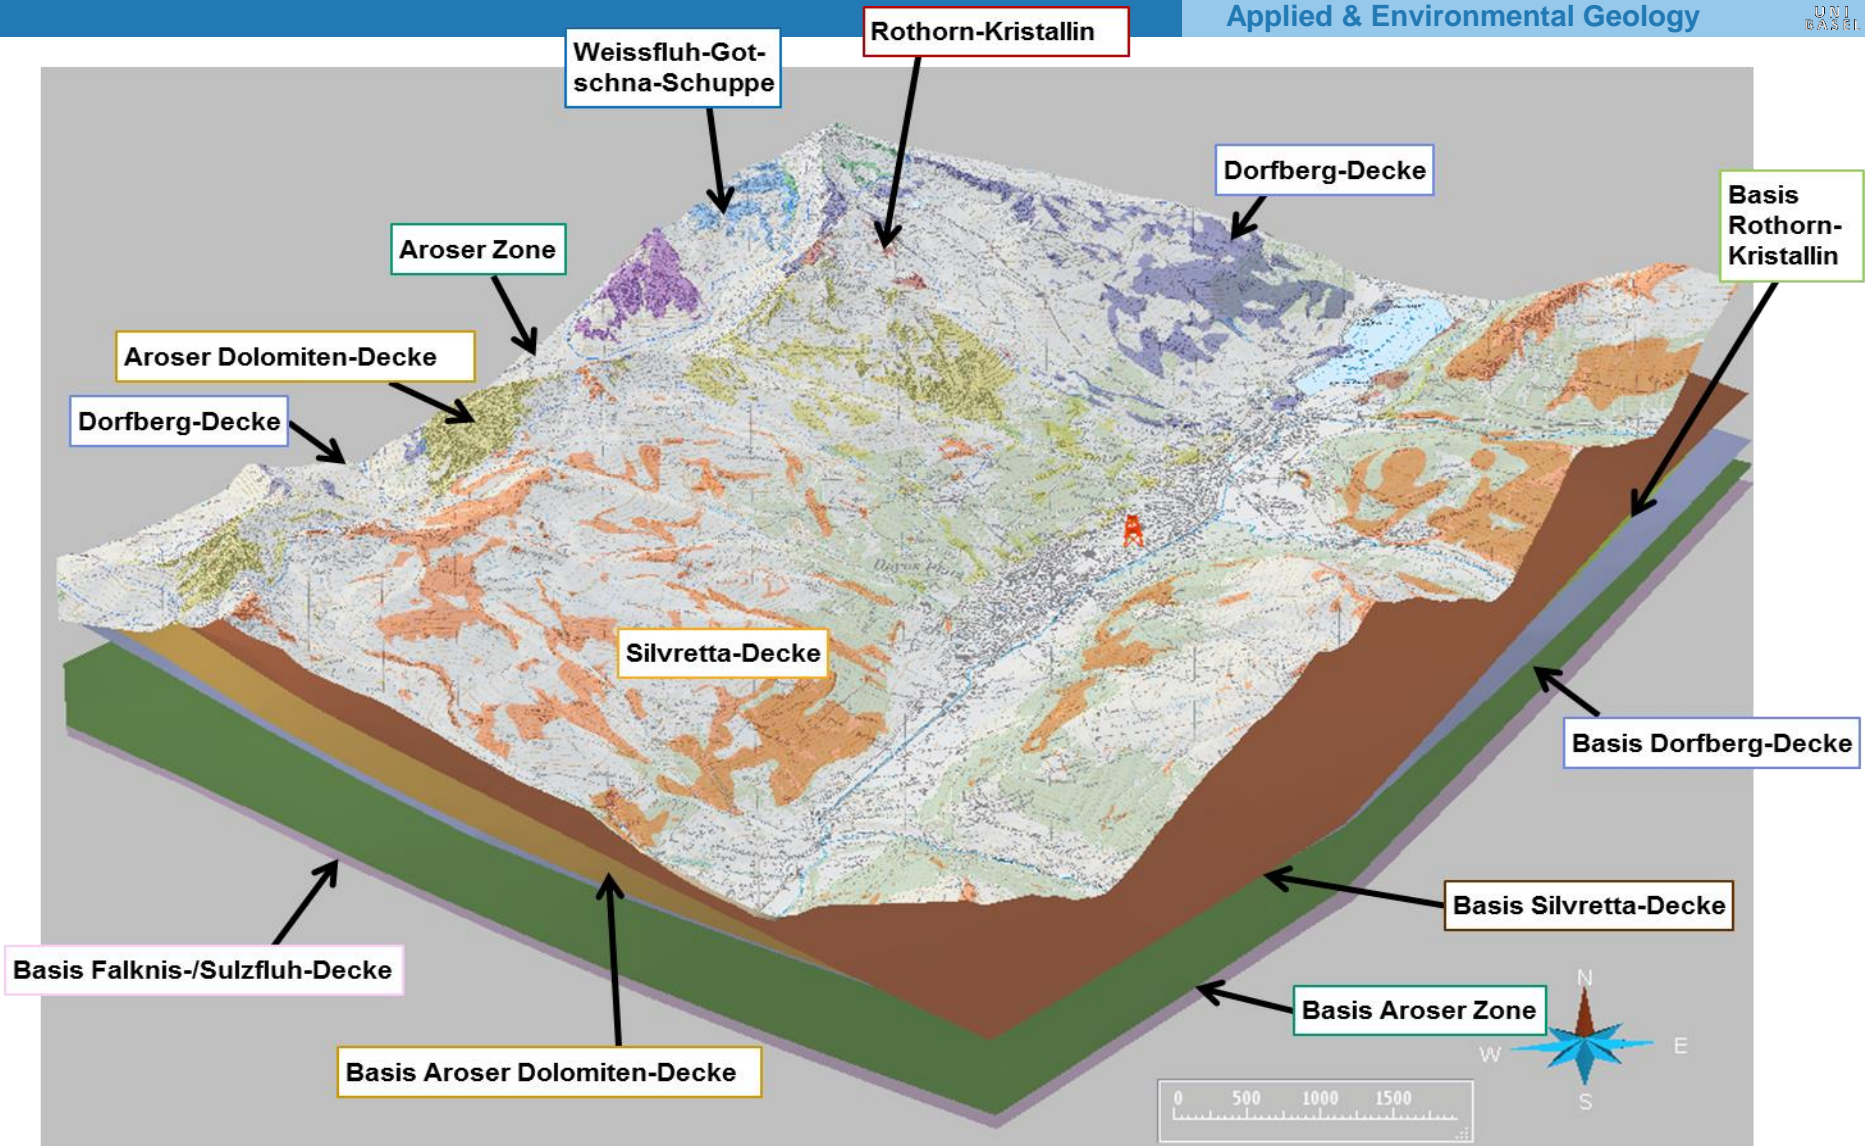 Applied & Environmental Geology
UNI
BASEL
Rothorn-Kristallin
Weissfluh-Got-
schna-Schuppe
Dorfberg-Decke
Basis
Rothorn-
Kristallin
Aroser Zone
Aroser Dolomiten-Decke
Dorfberg-Decke
Silvretta-Decke
Basis Dorfberg-Decke
Basis Silvretta-Decke
Basis Falknis-/Sulzfluh-Decke
Basis Aroser Zone
Basis Aroser Dolomiten-Decke
N
W
E
S
0 500 1000 1500